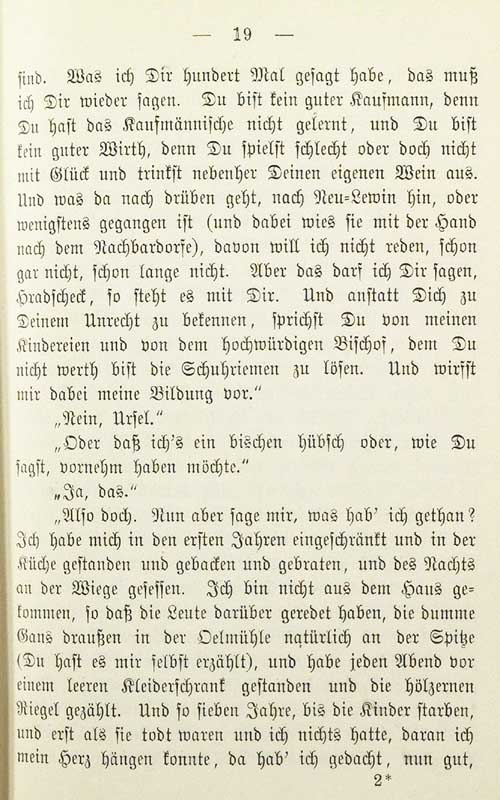 — 19 —
sind. Was ich Dir hundert Mal gesagt habe, das muß
ich Dir wieder sagen. Du bist kein guter Kaufmann, denn
Du hast das Kaufmännische nicht gelernt, und Du bist
kein guter Wirth, denn Du spielst schlecht oder doch nicht
mit Glück und trinkst nebenher Deinen eigenen Wein aus.
Und was da nach drüben geht, nach Neu-Lewin hin, oder
wenigstens gegangen ist (und dabei wies sie mit der Hand
nach dem Nachbardorfe), davon will ich nicht reden, schon
gar nicht, schon lange nicht. Aber das darf ich Dir sagen,
Hradscheck, so steht es mit Dir. Und anstatt Dich zu
Deinem Unrecht zu bekennen, sprichst Du von meinen
Kindereien und von dem hochwürdigen Bischof, dem Du
nicht werth bist die Schuhriemen zu lösen. Und wirfst
mir dabei meine Bildung vor.“
„Nein, Ursel.“
„Oder daß ich's ein bischen hübsch oder, wie Du
sagst, vornehm haben möchte.“
„Ja, das.“
„Also doch. Nun aber sage mir, was hab' ich gethan?
Ich habe mich in den ersten Jahren eingeschränkt und in der
Küche gestanden und gebacken und gebraten, und des Nachts
an der Wiege gesessen. Ich bin nicht aus dem Haus ge-
kommen, so daß die Leute darüber geredet haben, die dumme
Gans draußen in der Oelmühle natürlich an der Spitze
(Du hast es mir selbst erzählt), und habe jeden Abend vor
einem leeren Kleiderschrank gestanden und die hölzernen
Riegel gezählt. Und so sieben Jahre, bis die Kinder starben,
und erst als sie todt waren und ich nichts hatte, daran ich
mein Herz hängen konnte, da hab' ich gedacht, nun gut,
2*